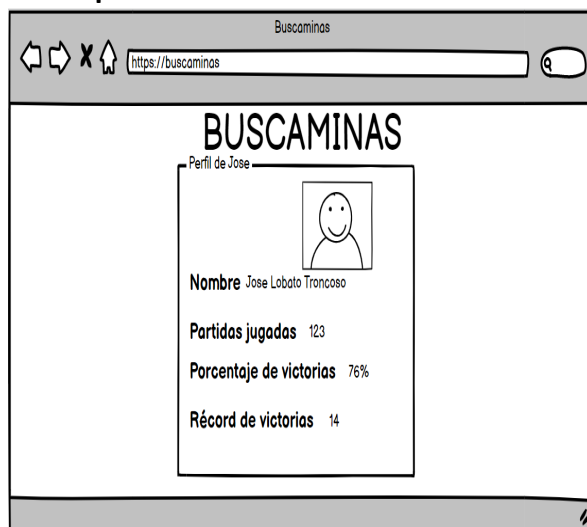 Buscaminas
https://buscaminas
BUSCAMINAS
Perfil de Jose
Nombre Jose Lobato Troncoso
Partidas jugadas 123
Porcentaje de victorias 76%
Récord de victorias 14